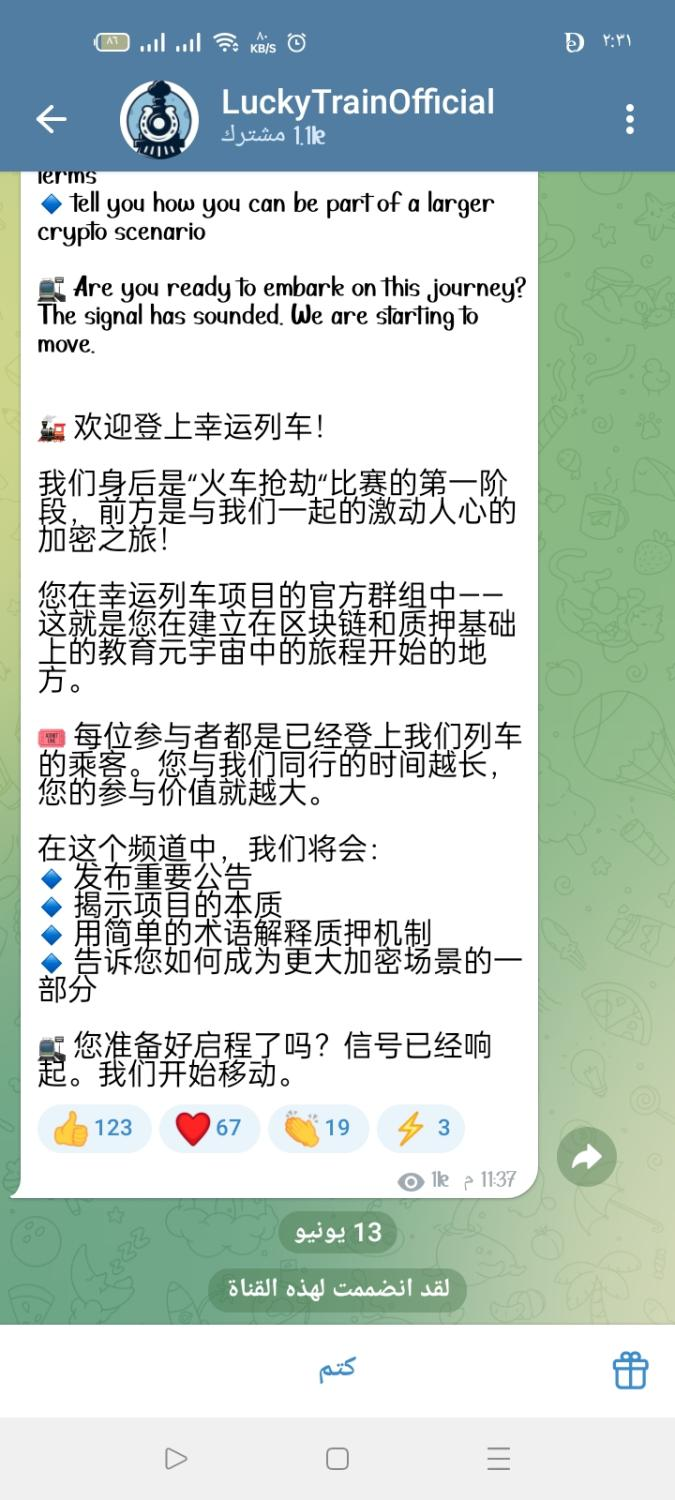 ٨٦
٨٠ KB/S
٢:٣١
LuckyTrainOfficial
1.1k مشترك
terms
🔹 tell you how you can be part of a larger
crypto scenario
🚉 Are you ready to embark on this journey?
The signal has sounded. We are starting to
move.
🚂 欢迎登上幸运列车！
我们身后是“火车抢劫“比赛的第一阶
段，前方是与我们一起的激动人心的
加密之旅！
您在幸运列车项目的官方群组中——
这就是您在建立在区块链和质押基础
上的教育元宇宙中的旅程开始的地
方。
🎟 每位参与者都是已经登上我们列车
的乘客。您与我们同行的时间越长，
您的参与价值就越大。
在这个频道中，我们将会：
🔹 发布重要公告
🔹 揭示项目的本质
🔹 用简单的术语解释质押机制
🔹 告诉您如何成为更大加密场景的一
部分
🚉 您准备好启程了吗？信号已经响
起。我们开始移动。
👍 123 ❤️ 67 👏 19 ⚡ 3
1k 11:37 م
13 يونيو
لقد انضممت لهذه القناة
كتم